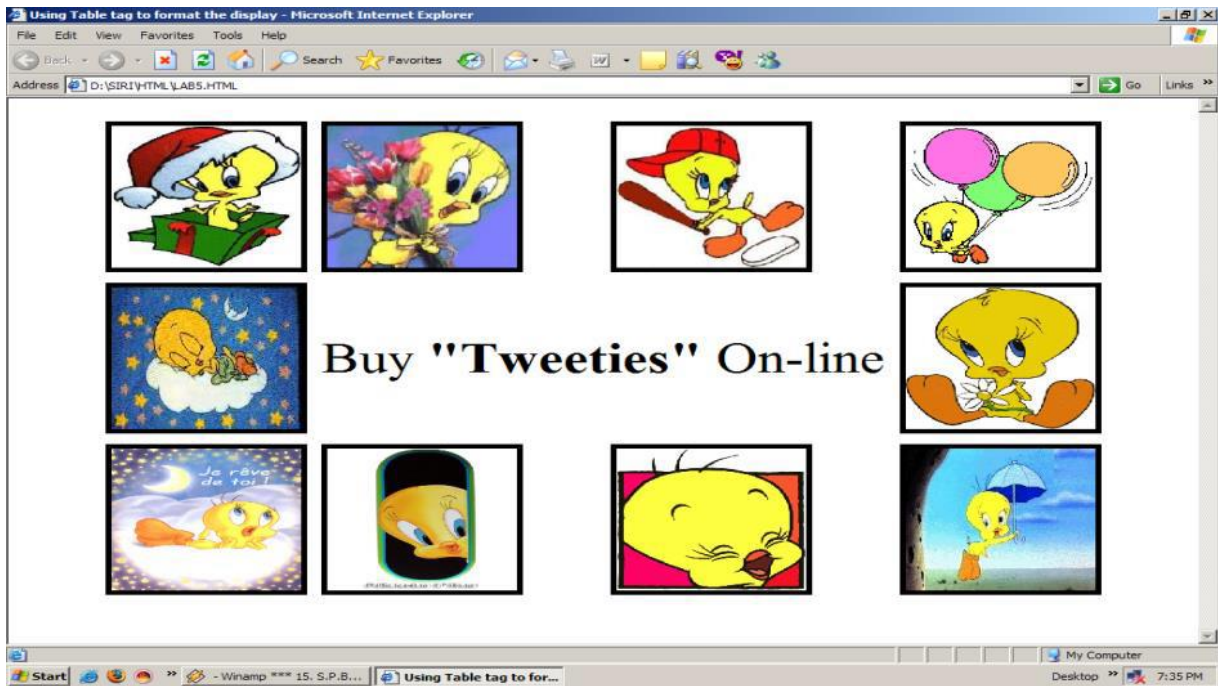 Using Table tag to format the display - Microsoft Internet Explorer
File Edit View Favorites Tools Help
Back Search Favorites
Address D:\SIRI\HTML\LAB5.HTML Go Links »
Buy "Tweeties" On-line
Je rêve
de toi !
My Computer
Start » - Winamp *** 15. S.P.B... Using Table tag to for... Desktop » 7:35 PM